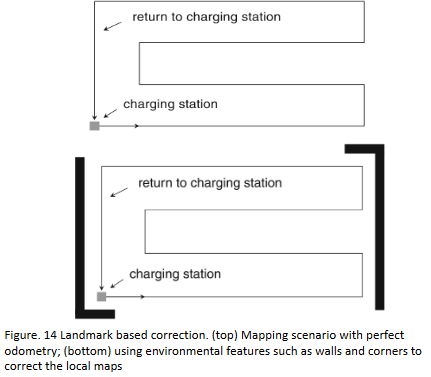 return to charging station
charging station
return to charging station
charging station
Figure. 14 Landmark based correction. (top) Mapping scenario with perfect
odometry; (bottom) using environmental features such as walls and corners to
correct the local maps